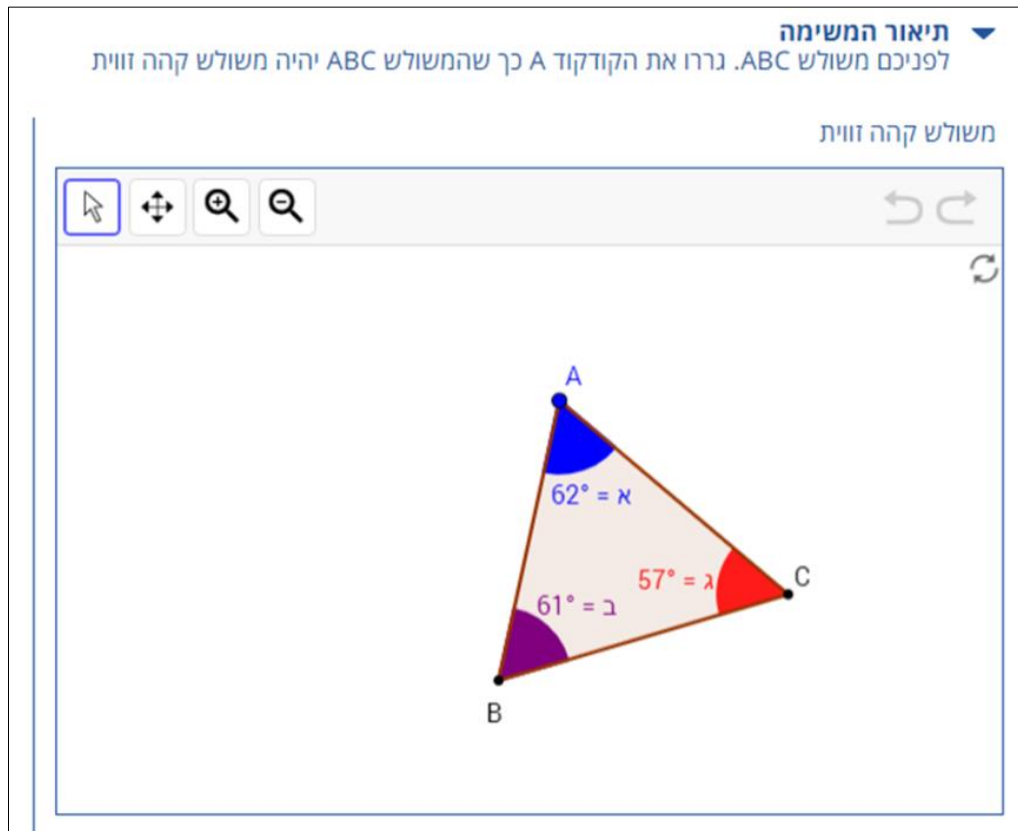 תיאור המשימה
לפניכם משולש ABC. גררו את הקודקוד A כך שהמשולש ABC יהיה משולש קהה זווית
משולש קהה זווית
A
א = 62°
ג = 57°
C
ב = 61°
B